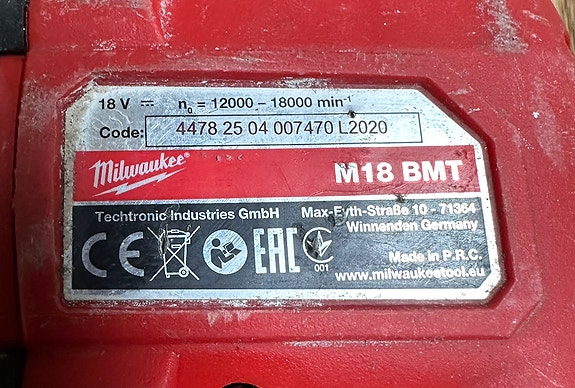 18 V ⎓ n₀ = 12000 – 18000 min⁻¹
Code: 4478 25 04 007470 L2020
Milwaukee®
M18 BMT
Techtronic Industries GmbH Max-Eyth-Straße 10 - 71364
Winnenden Germany
CE EAC 001
Made in P.R.C.
www.milwaukeetool.eu